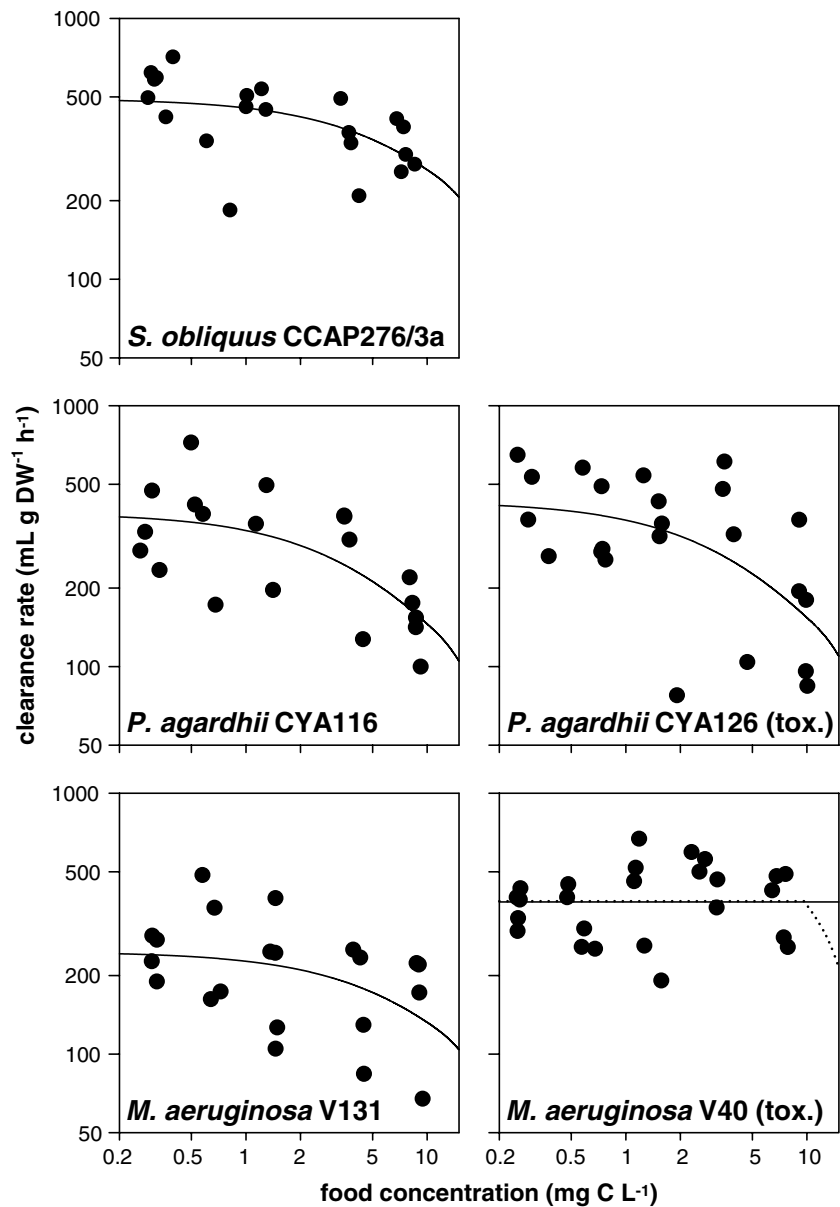 1000
500
200
100
50
S. obliquus CCAP276/3a
clearance rate (mL g DW-1 h-1)
1000
500
200
100
50
P. agardhii CYA116
P. agardhii CYA126 (tox.)
1000
500
200
100
50
M. aeruginosa V131
M. aeruginosa V40 (tox.)
0.2 0.5 1 2 5 10
0.2 0.5 1 2 5 10
food concentration (mg C L-1)